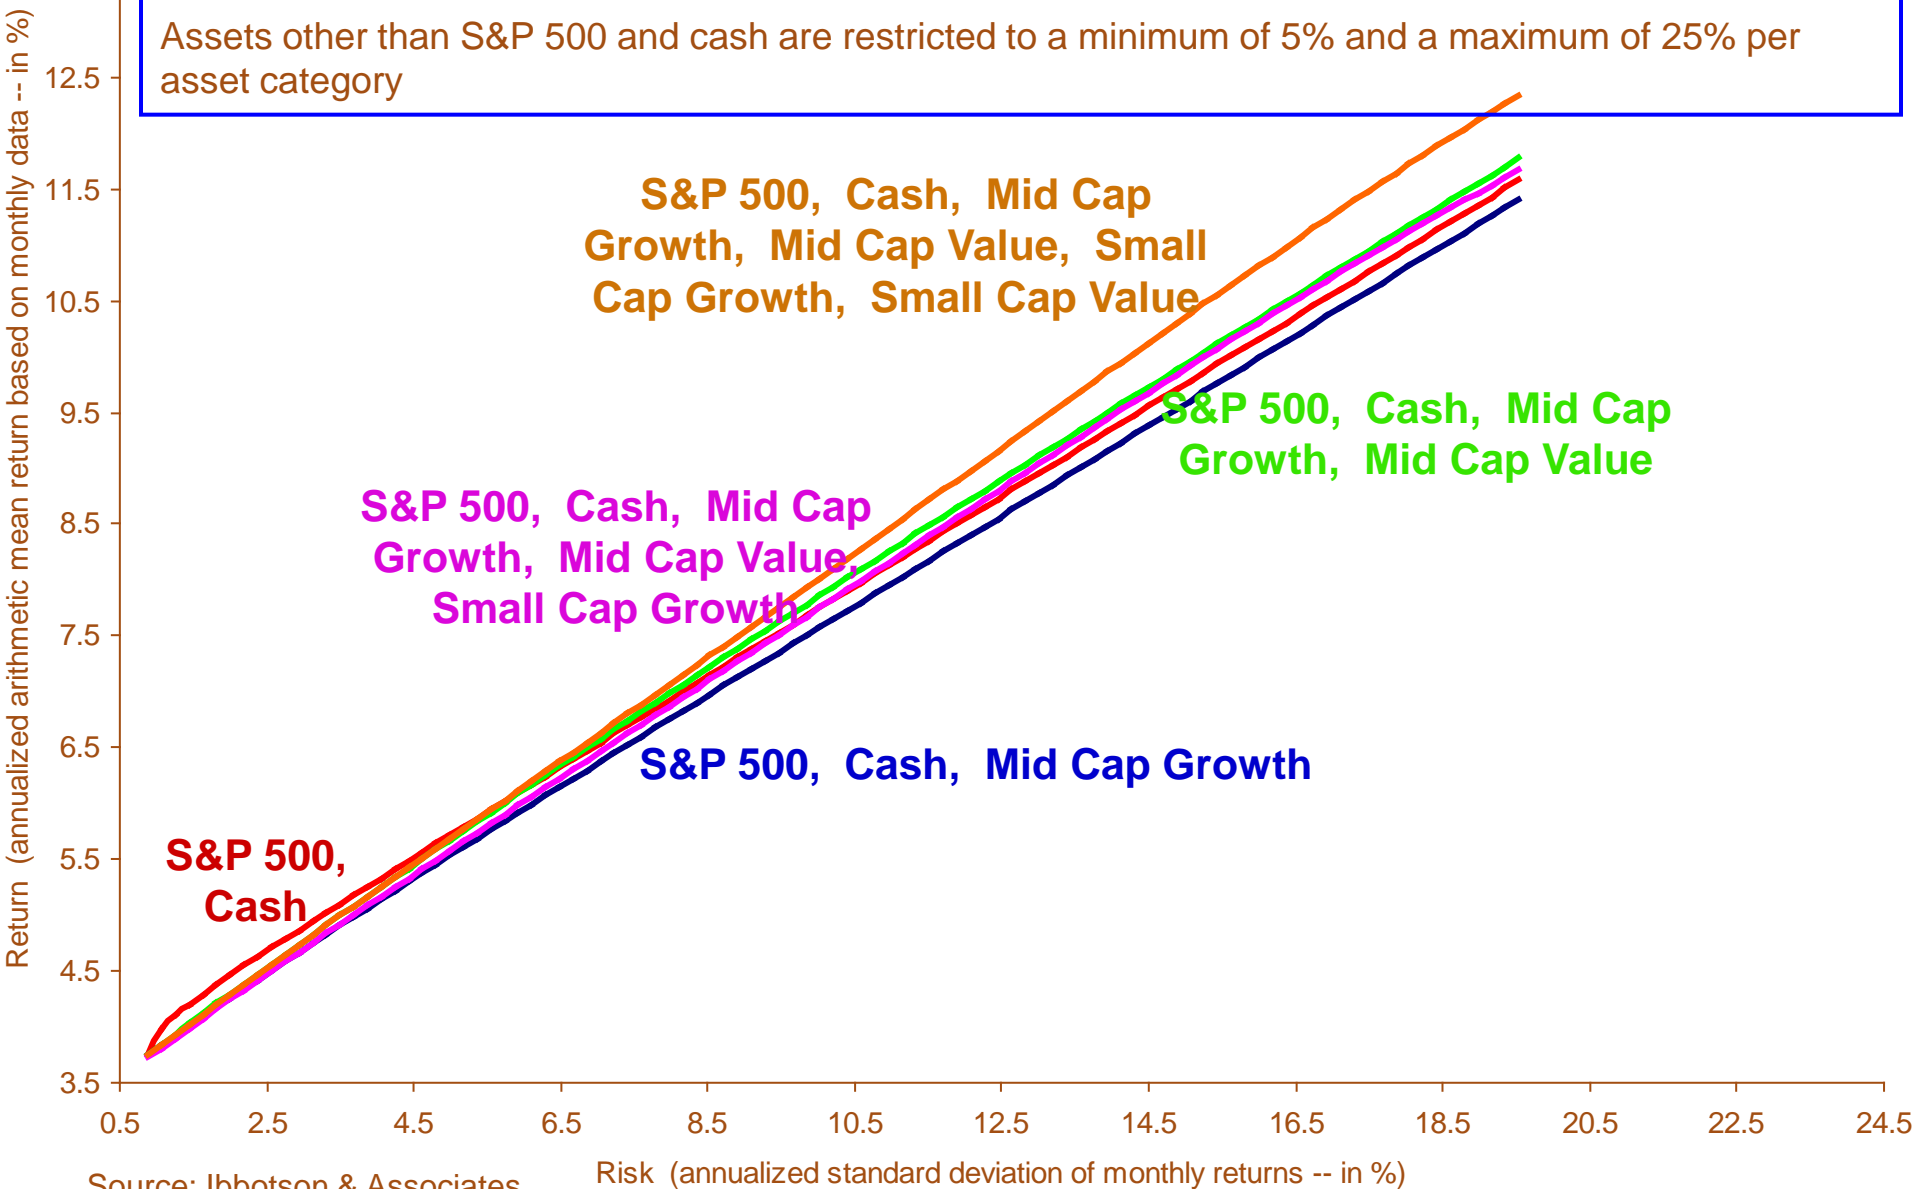 Assets other than S&P 500 and cash are restricted to a minimum of 5% and a maximum of 25% per
asset category
Return (annualized arithmetic mean return based on monthly data -- in %)
12.5
11.5
10.5
9.5
8.5
7.5
6.5
5.5
4.5
3.5
S&P 500, Cash, Mid Cap
Growth, Mid Cap Value, Small
Cap Growth, Small Cap Value
S&P 500, Cash, Mid Cap
Growth, Mid Cap Value
S&P 500, Cash, Mid Cap
Growth, Mid Cap Value,
Small Cap Growth
S&P 500, Cash, Mid Cap Growth
S&P 500,
Cash
0.5 2.5 4.5 6.5 8.5 10.5 12.5 14.5 16.5 18.5 20.5 22.5 24.5
Risk (annualized standard deviation of monthly returns -- in %)
Source: Ibbotson & Associates